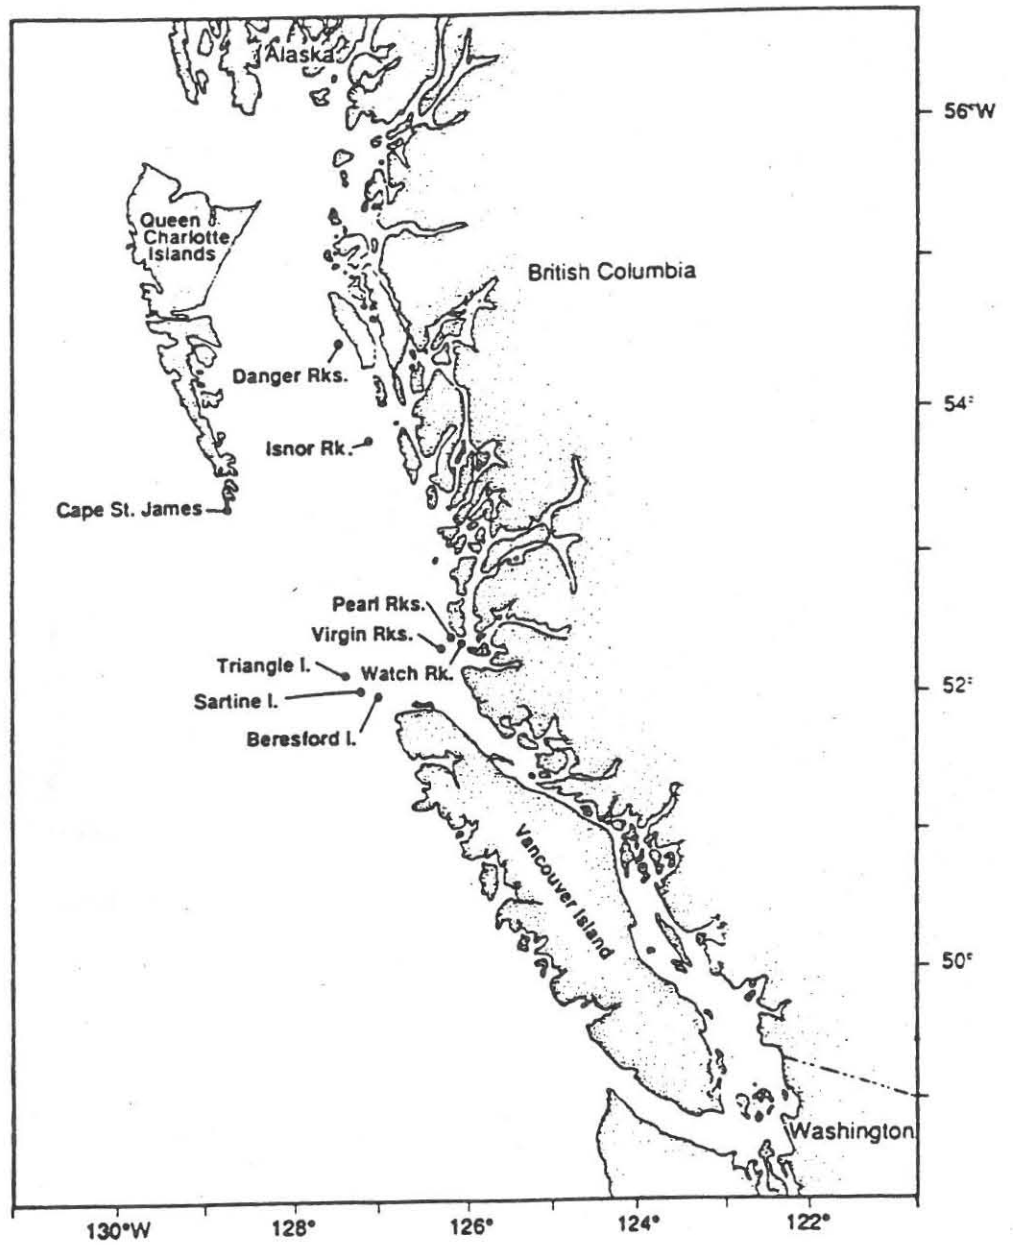 Alaska
56°W
Queen
Charlotte
Islands
British Columbia
Danger Rks.
54°
Isnor Rk.
Cape St. James
Pearl Rks.
Virgin Rks.
Triangle I.
Watch Rk.
52°
Sartine I.
Beresford I.
Vancouver Island
50°
Washington
130°W
128°
126°
124°
122°